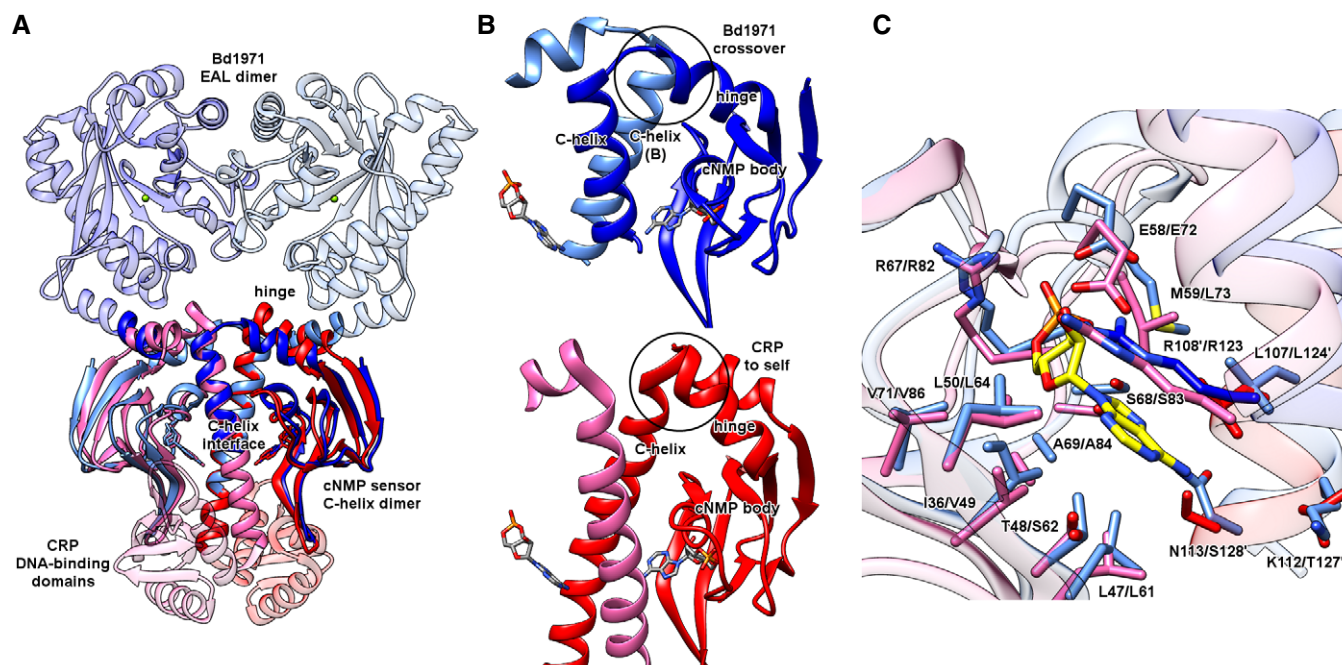 A
Bd1971
EAL dimer
hinge
C-helix
interface
cNMP sensor
C-helix dimer
CRP
DNA-binding
domains
B
Bd1971
crossover
hinge
C-helix
C-helix
(B)
cNMP body
CRP
to self
hinge
C-helix
cNMP body
C
E58/E72
R67/R82
M59/L73
R108'/R123
L107/L124'
L50/L64
S68/S83
V71/V86
A69/A84
I36/V49
T48/S62
N113/S128'
K112/T127'
L47/L61